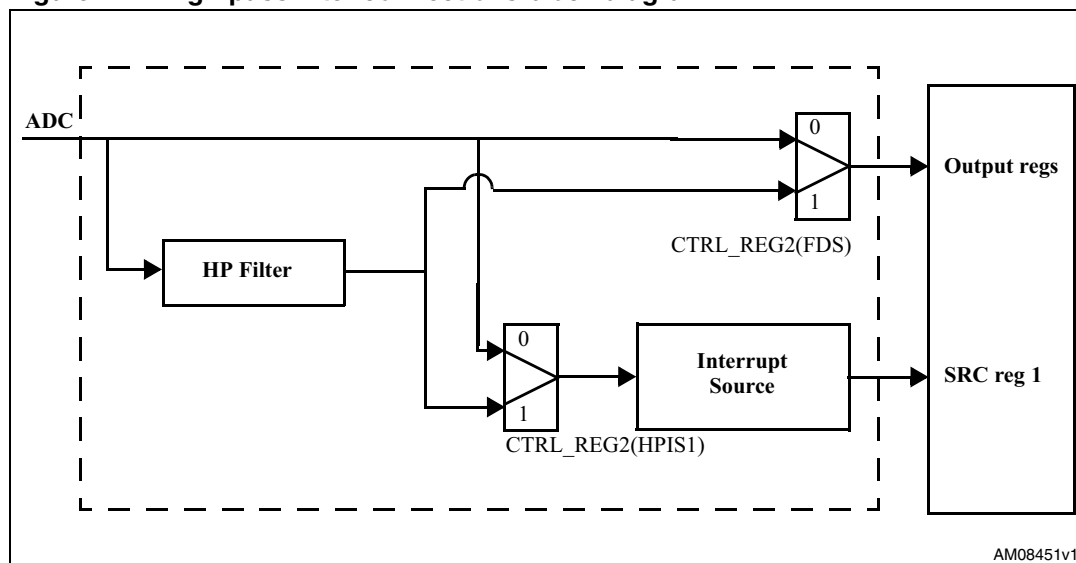 ADC
0
Output regs
1
CTRL_REG2(FDS)
HP Filter
0
Interrupt
Source
SRC reg 1
1
CTRL_REG2(HPIS1)
AM08451v1